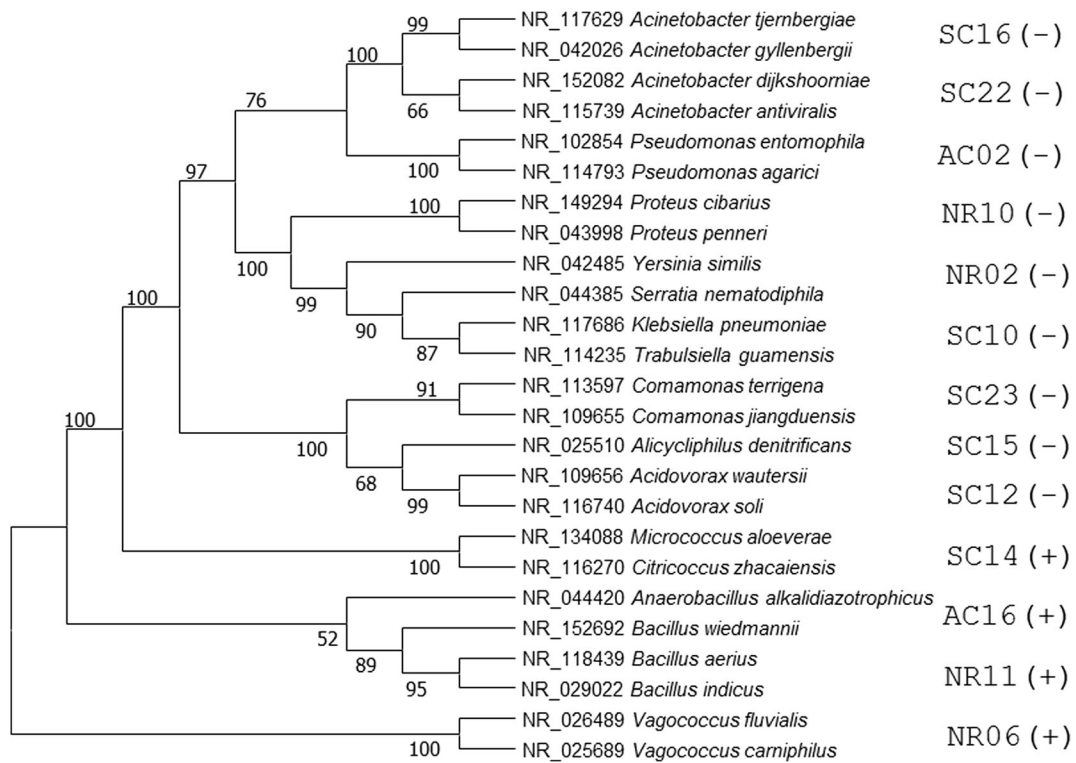 99 NR_117629 Acinetobacter tjernbergiae
SC16(-)
100 NR_042026 Acinetobacter gyllenbergii
NR_152082 Acinetobacter dijkshoorniae
SC22(-)
76 66 NR_115739 Acinetobacter antiviralis
NR_102854 Pseudomonas entomophila
AC02(-)
97 100 NR_114793 Pseudomonas agarici
100 NR_149294 Proteus cibarius
NR10(-)
NR_043998 Proteus penneri
100 NR_042485 Yersinia similis
NR02(-)
100 99 NR_044385 Serratia nematodiphila
90 NR_117686 Klebsiella pneumoniae
SC10(-)
87 NR_114235 Trabulsiella guamensis
91 NR_113597 Comamonas terrigena
SC23(-)
100 NR_109655 Comamonas jiangduensis
100 NR_025510 Alicycliphilus denitrificans
SC15(-)
68 NR_109656 Acidovorax wautersii
SC12(-)
99 NR_116740 Acidovorax soli
NR_134088 Micrococcus aloeverae
SC14(+)
100 NR_116270 Citricoccus zhacaiensis
NR_044420 Anaerobacillus alkalidiazotrophicus
AC16(+)
52 NR_152692 Bacillus wiedmannii
89 NR_118439 Bacillus aerius
NR11(+)
95 NR_029022 Bacillus indicus
NR_026489 Vagococcus fluvialis
NR06(+)
100 NR_025689 Vagococcus carniphilus